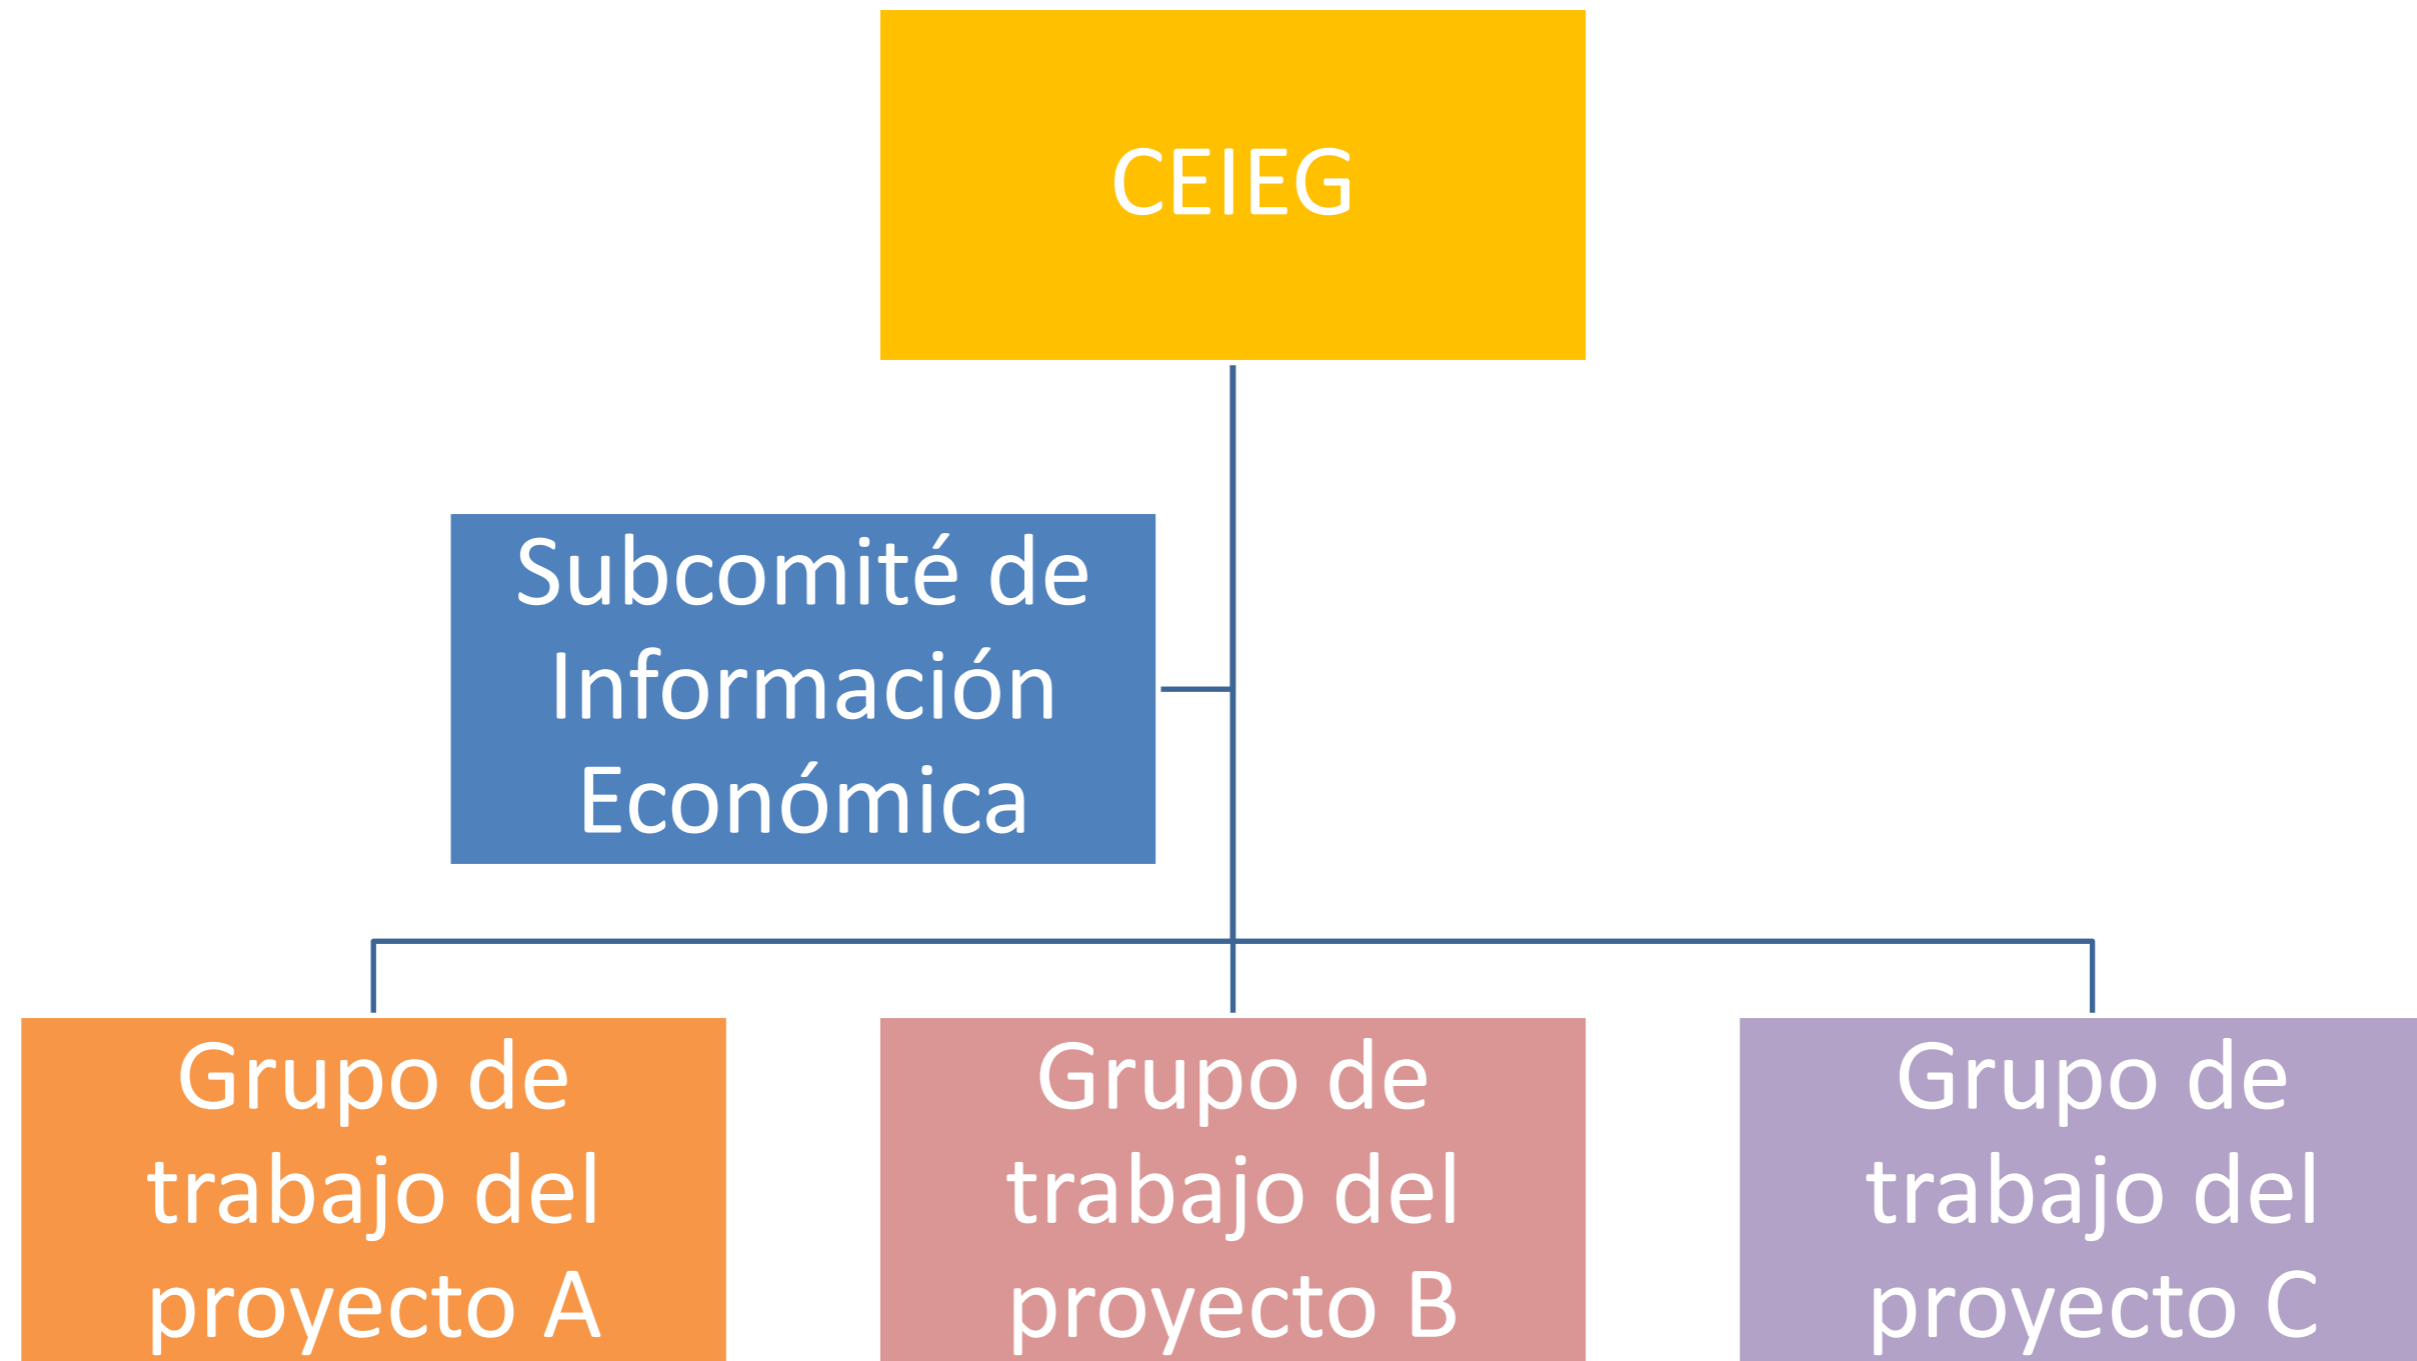 CEIEG
Subcomité de
Información
Económica
Grupo de
trabajo del
proyecto A
Grupo de
trabajo del
proyecto B
Grupo de
trabajo del
proyecto C